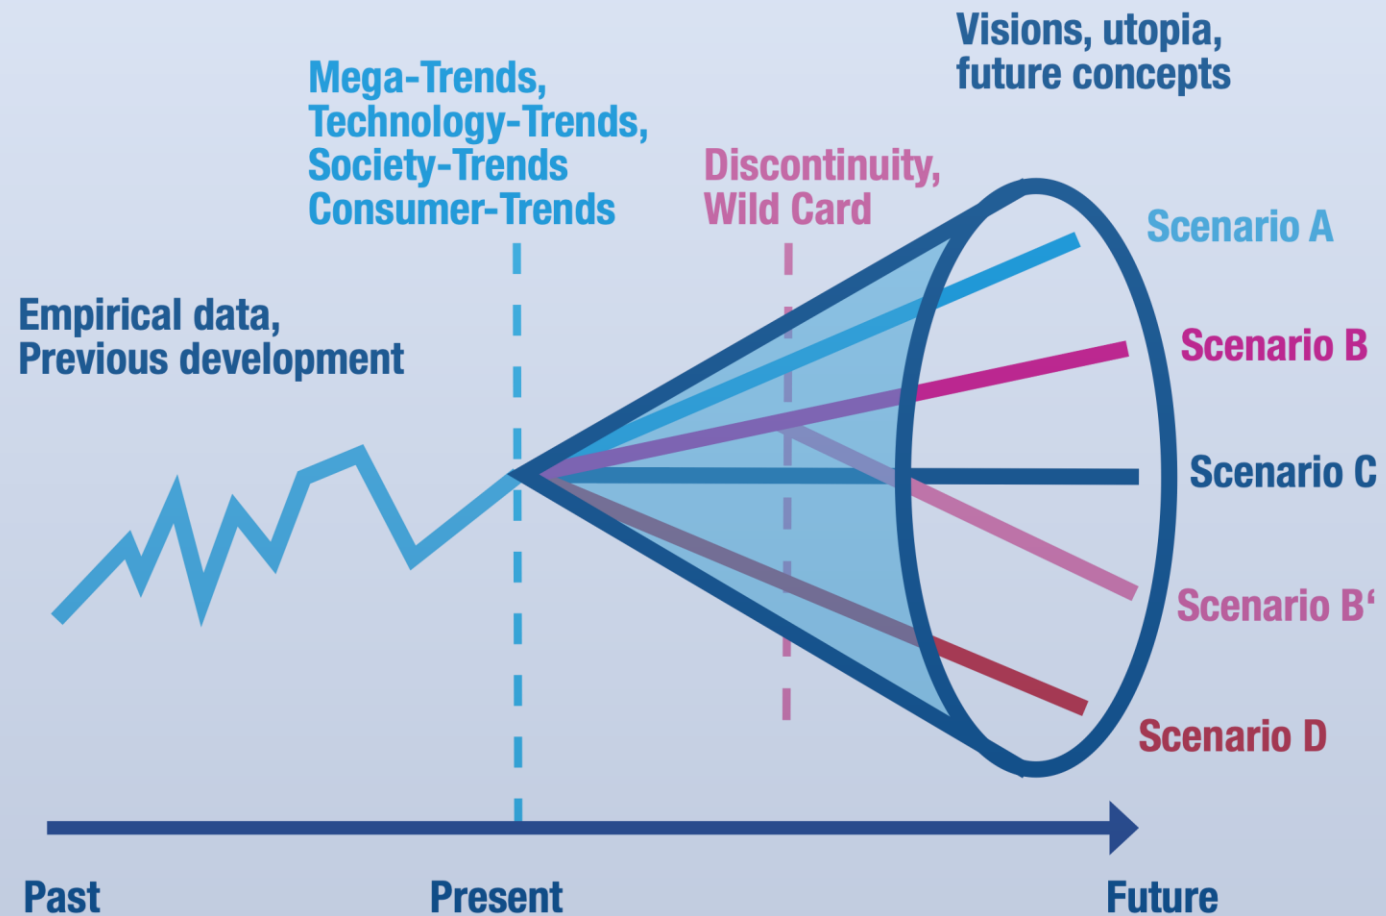 Visions, utopia,
future concepts
Mega-Trends,
Technology-Trends,
Society-Trends
Consumer-Trends
Discontinuity,
Wild Card
Empirical data,
Previous development
Scenario A
Scenario B
Scenario C
Scenario B‘
Scenario D
Past
Present
Future